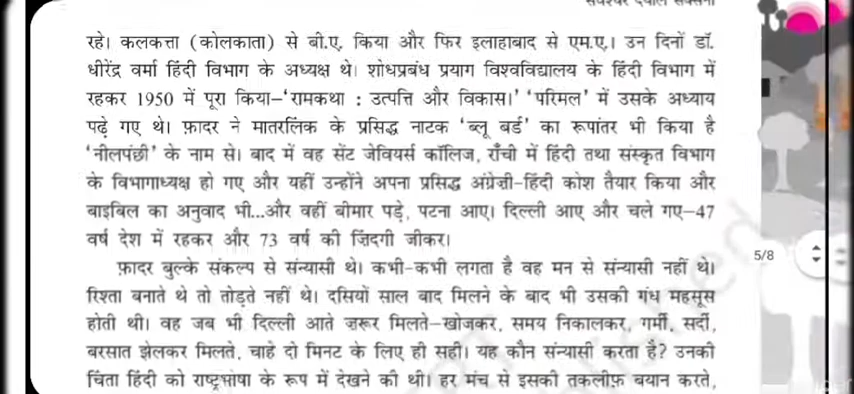 सर्वेश्वर दयाल सक्सेना
रहे। कलकत्ता (कोलकाता) से बी.ए. किया और फिर इलाहाबाद से एम.ए.। उन दिनों डॉ.
धीरेंद्र वर्मा हिंदी विभाग के अध्यक्ष थे। शोधप्रबंध प्रयाग विश्वविद्यालय के हिंदी विभाग में
रहकर 1950 में पूरा किया–‘रामकथा : उत्पत्ति और विकास।’ ‘परिमल’ में उसके अध्याय
पढ़े गए थे। फ़ादर ने मातरलिंक के प्रसिद्ध नाटक ‘ब्लू बर्ड’ का रूपांतर भी किया है
‘नीलपंछी’ के नाम से। बाद में वह सेंट जेवियर्स कॉलिज, राँची में हिंदी तथा संस्कृत विभाग
के विभागाध्यक्ष हो गए और यहीं उन्होंने अपना प्रसिद्ध अंग्रेज़ी-हिंदी कोश तैयार किया और
बाइबिल का अनुवाद भी...और वहीं बीमार पड़े, पटना आए। दिल्ली आए और चले गए–47
वर्ष देश में रहकर और 73 वर्ष की ज़िंदगी जीकर।
फ़ादर बुल्के संकल्प से संन्यासी थे। कभी-कभी लगता है वह मन से संन्यासी नहीं थे।
रिश्ता बनाते थे तो तोड़ते नहीं थे। दसियों साल बाद मिलने के बाद भी उसकी गंध महसूस
होती थी। वह जब भी दिल्ली आते ज़रूर मिलते–खोजकर, समय निकालकर, गर्मी, सर्दी,
बरसात झेलकर मिलते, चाहे दो मिनट के लिए ही सही। यह कौन संन्यासी करता है? उनकी
चिंता हिंदी को राष्ट्रभाषा के रूप में देखने की थी। हर मंच से इसकी तकलीफ़ बयान करते,
5/8